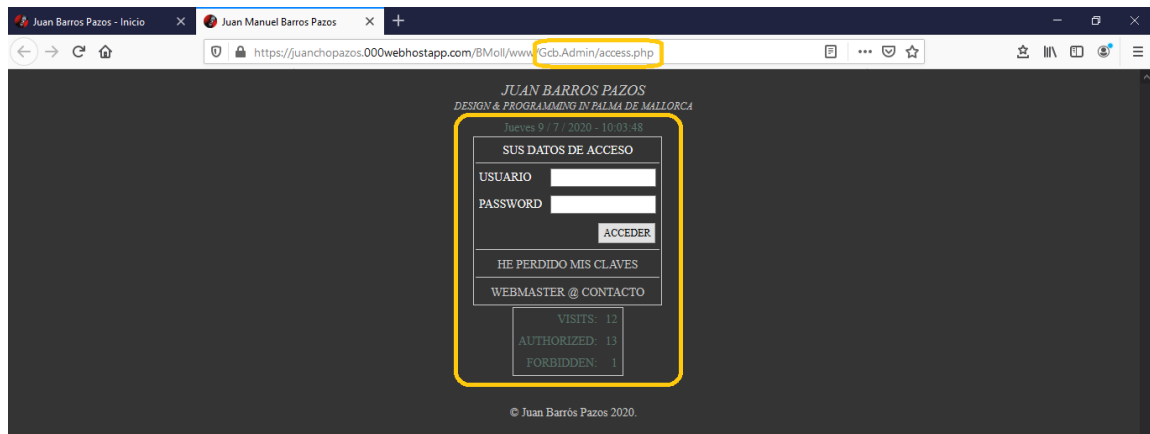 Juan Barros Pazos - Inicio
Juan Manuel Barros Pazos
https://juanchopazos.000webhostapp.com/BMoll/www/Gcb.Admin/access.php
JUAN BARROS PAZOS
DESIGN & PROGRAMMING IN PALMA DE MALLORCA
Jueves 9 / 7 / 2020 - 10:03:48
SUS DATOS DE ACCESO
USUARIO
PASSWORD
ACCEDER
HE PERDIDO MIS CLAVES
WEBMASTER @ CONTACTO
VISITS: 12
AUTHORIZED: 13
FORBIDDEN: 1
© Juan Barrós Pazos 2020.